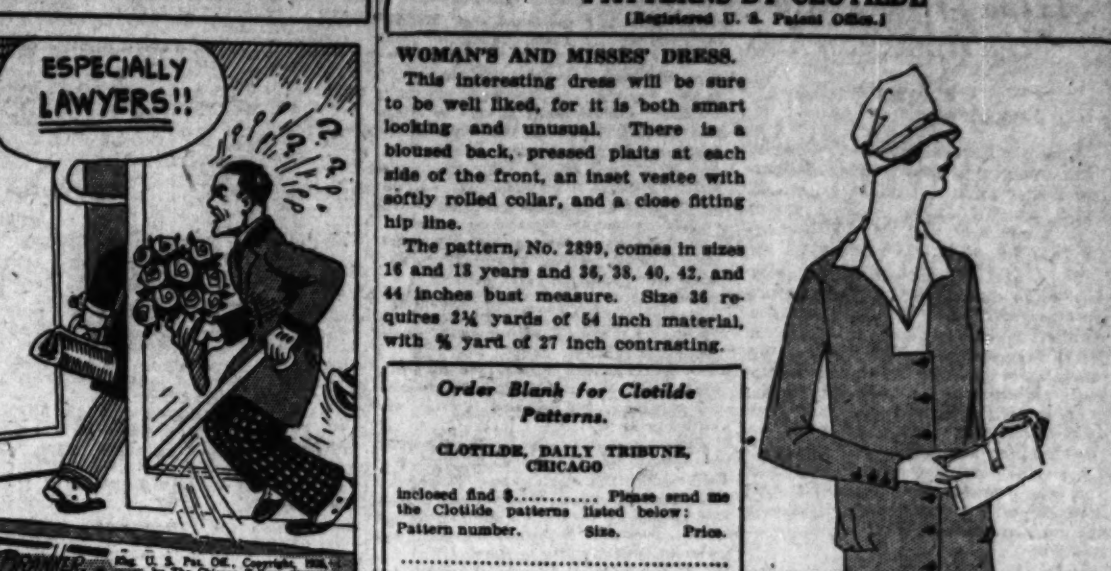 ESPECIALLY
LAWYERS!!
Reg. U. S. Pat. Off., Copyright,
PATTERNS BY CLOTILDE
[Registered U. S. Patent Office.]
WOMAN'S AND MISSES' DRESS.
This interesting dress will be sure
to be well liked, for it is both smart
looking and unusual. There is a
bloused back, pressed plaits at each
side of the front, an inset vestee with
softly rolled collar, and a close fitting
hip line.
The pattern, No. 2899, comes in sizes
16 and 18 years and 36, 38, 40, 42, and
44 inches bust measure. Size 36 re-
quires yards of 54 inch material,
with yard of 27 inch contrasting.
Order Blank for Clotilde
Patterns.
CLOTILDE, DAILY TRIBUNE,
CHICAGO
inclosed find $............ Please send me
the Clotilde patterns listed below:
Pattern number. Size. Price.